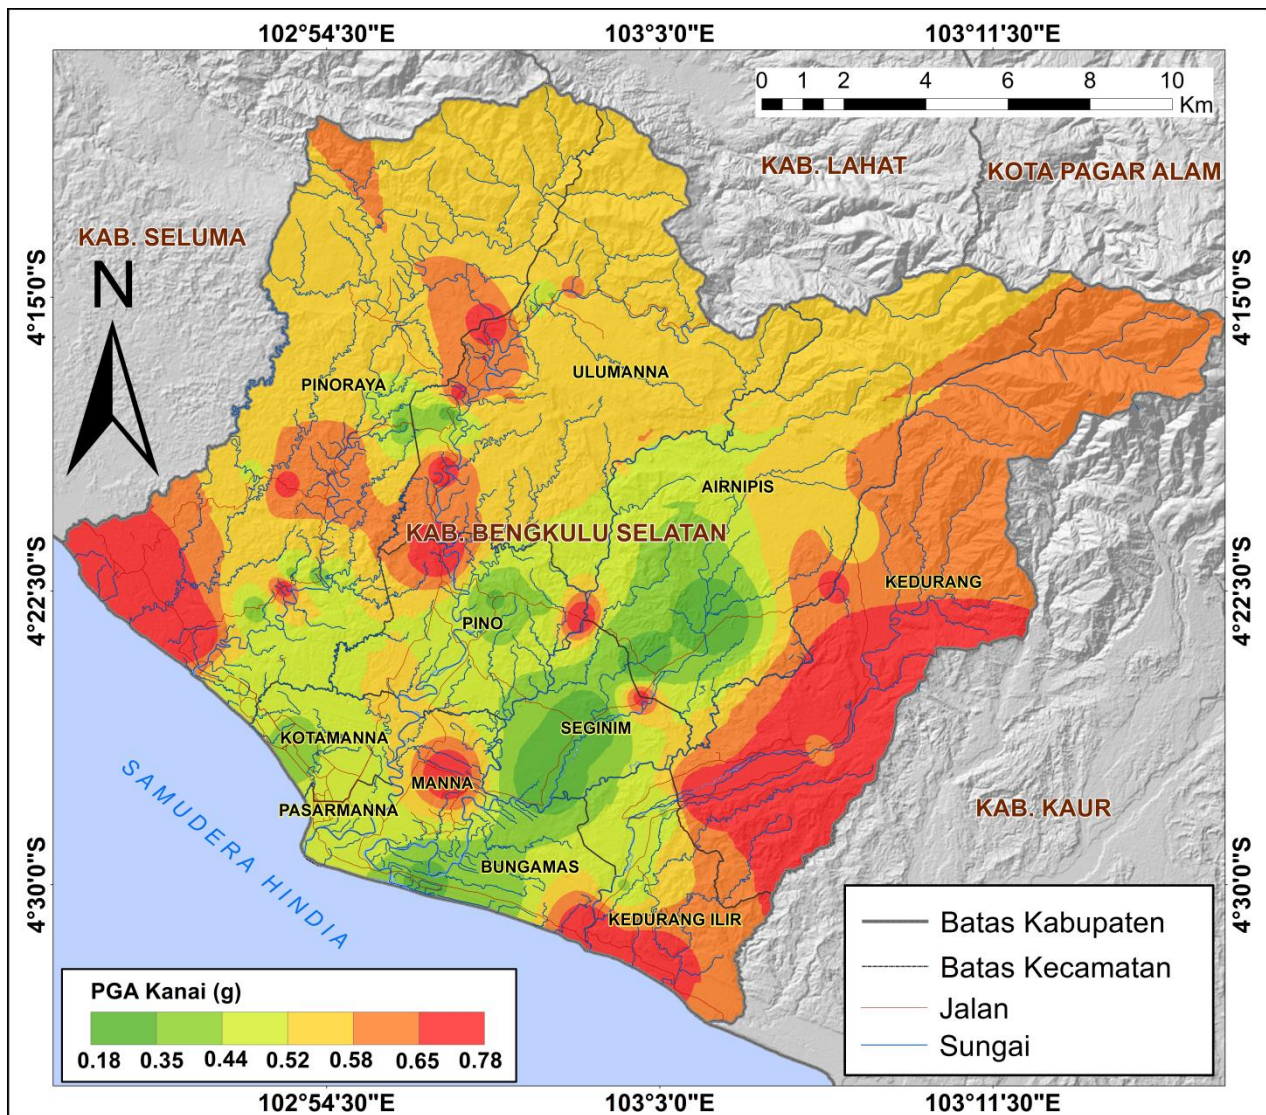 102°54'30"E 103°3'0"E 103°11'30"E
0 1 2 4 6 8 10
Km
KAB. LAHAT
KOTA PAGAR ALAM
KAB. SELUMA
N
4°15'0"S
4°15'0"S
PINORAYA
ULUMANNA
AIRNIPIS
KAB. BENGKULU SELATAN
4°22'30"S
4°22'30"S
KEDURANG
PINO
SEGINIM
KOTAMANNA
MANNA
PASARMANNA
KAB. KAUR
SAMUDERA HINDIA
BUNGAMAS
4°30'0"S
4°30'0"S
KEDURANG ILIR
Batas Kabupaten
Batas Kecamatan
Jalan
Sungai
PGA Kanai (g)
0.18 0.35 0.44 0.52 0.58 0.65 0.78
102°54'30"E 103°3'0"E 103°11'30"E